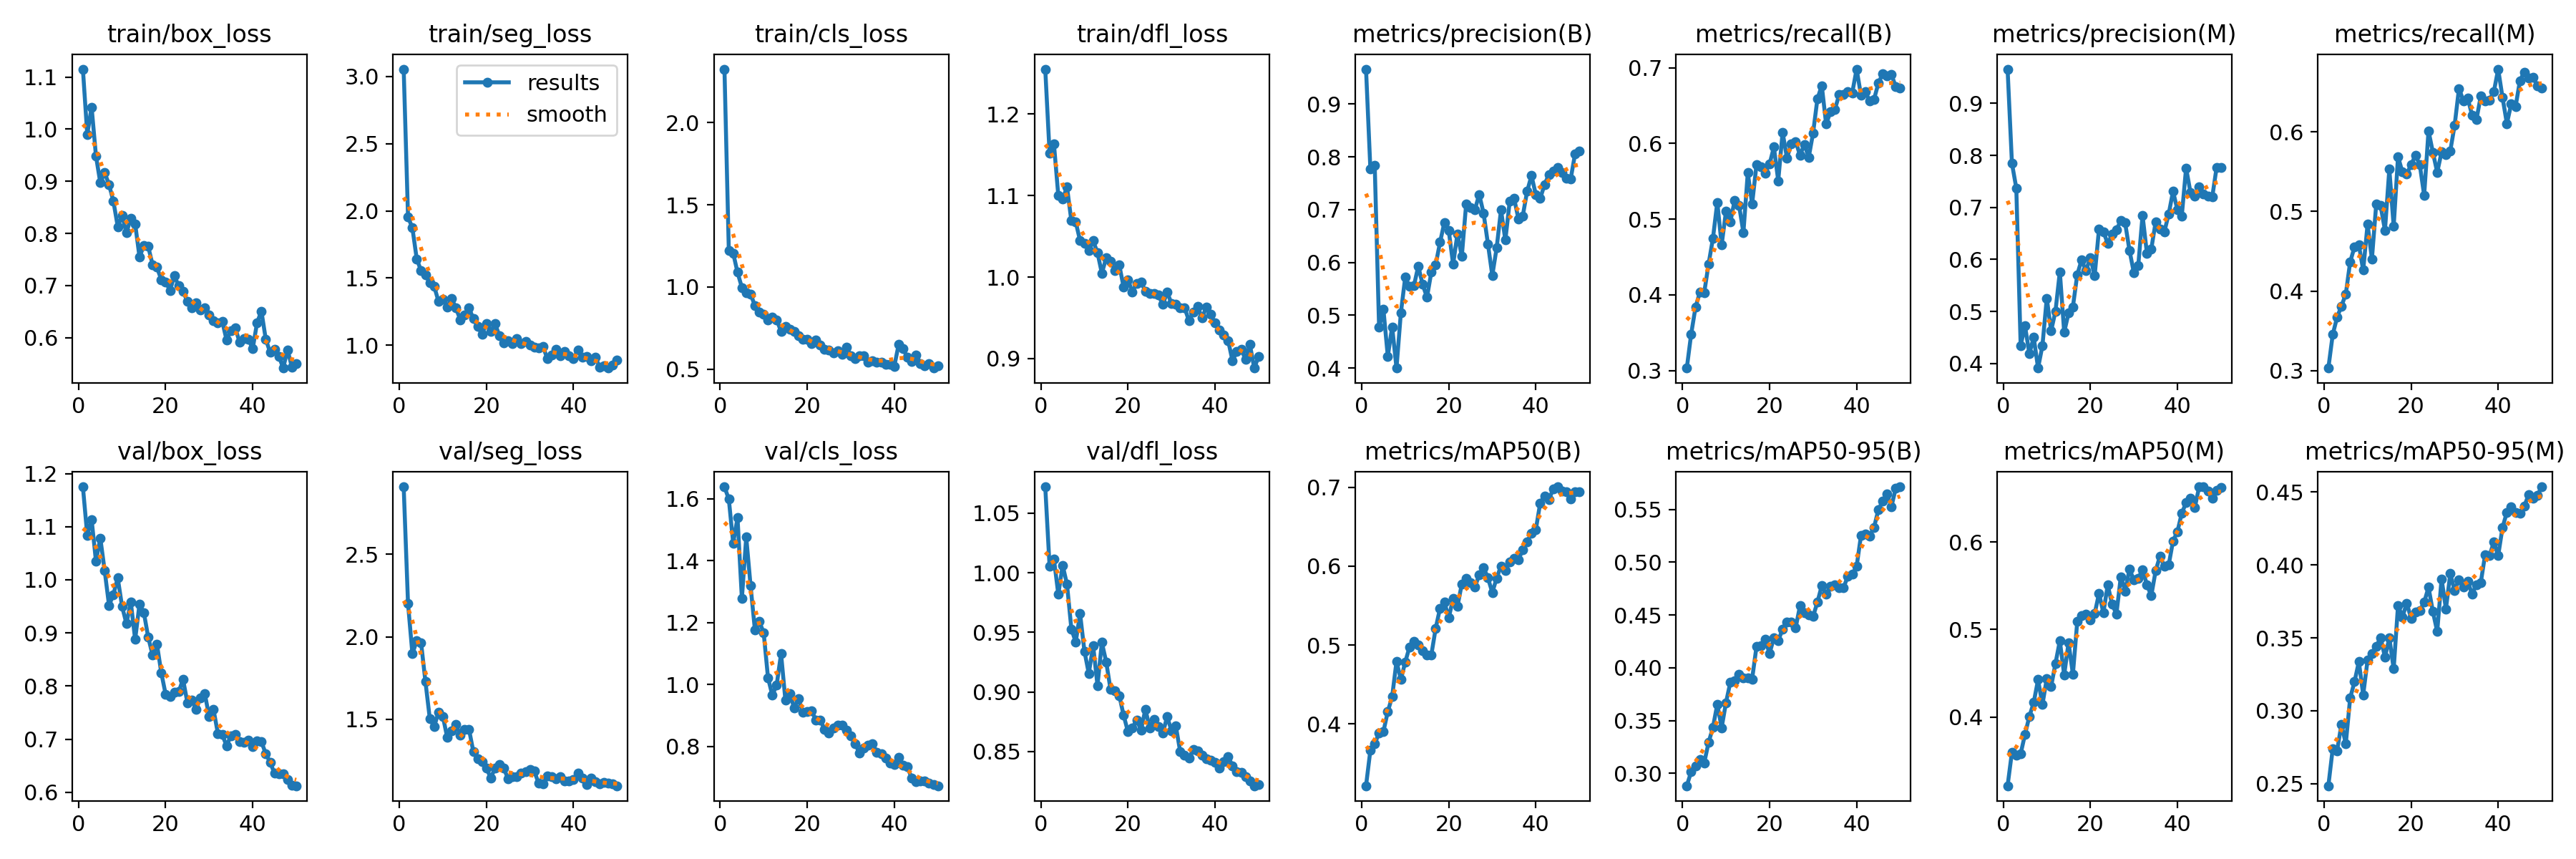 train/box_loss
train/seg_loss
train/cls_loss
train/dfl_loss
metrics/precision(B)
metrics/recall(B)
metrics/precision(M)
metrics/recall(M)
results
smooth
1.1
1.0
0.9
0.8
0.7
0.6
0 20 40
3.0
2.5
2.0
1.5
1.0
0 20 40
2.0
1.5
1.0
0.5
0 20 40
1.2
1.1
1.0
0.9
0 20 40
0.9
0.8
0.7
0.6
0.5
0.4
0 20 40
0.7
0.6
0.5
0.4
0.3
0 20 40
0.9
0.8
0.7
0.6
0.5
0.4
0 20 40
0.6
0.5
0.4
0.3
0 20 40
val/box_loss
val/seg_loss
val/cls_loss
val/dfl_loss
metrics/mAP50(B)
metrics/mAP50-95(B)
metrics/mAP50(M)
metrics/mAP50-95(M)
1.2
1.1
1.0
0.9
0.8
0.7
0.6
0 20 40
2.5
2.0
1.5
0 20 40
1.6
1.4
1.2
1.0
0.8
0 20 40
1.05
1.00
0.95
0.90
0.85
0 20 40
0.7
0.6
0.5
0.4
0 20 40
0.55
0.50
0.45
0.40
0.35
0.30
0 20 40
0.6
0.5
0.4
0 20 40
0.45
0.40
0.35
0.30
0.25
0 20 40